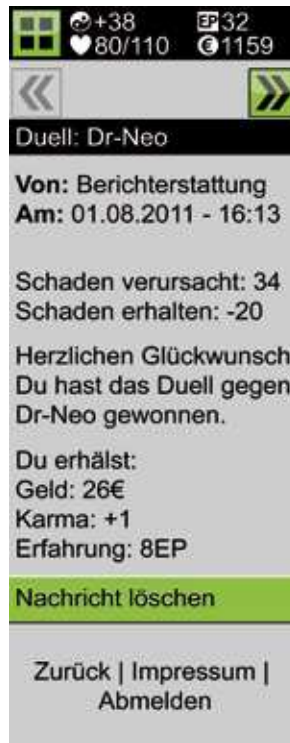 +38 EP 32
80/110 € 1159
Duell: Dr-Neo
Von: Berichterstattung
Am: 01.08.2011 - 16:13
Schaden verursacht: 34
Schaden erhalten: -20
Herzlichen Glückwunsch
Du hast das Duell gegen
Dr-Neo gewonnen.
Du erhälst:
Geld: 26€
Karma: +1
Erfahrung: 8EP
Nachricht löschen
Zurück | Impressum |
Abmelden